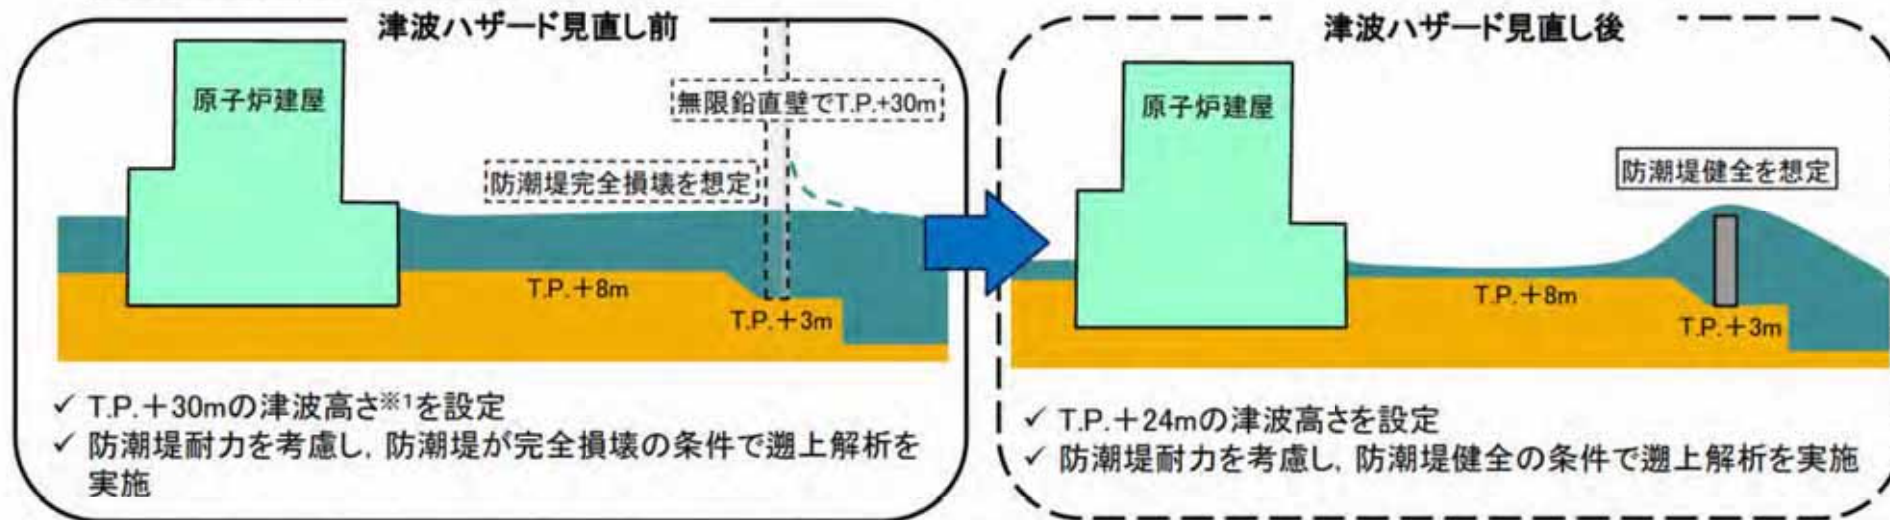 津波ハザード見直し前
原子炉建屋
無限鉛直壁でT.P.+30m
防潮堤完全損壊を想定
T.P.+8m
T.P.+3m
✓ T.P.+30mの津波高さ※1を設定
✓ 防潮堤耐力を考慮し,防潮堤が完全損壊の条件で遡上解析を
実施
津波ハザード見直し後
原子炉建屋
防潮堤健全を想定
T.P.+8m
T.P.+3m
✓ T.P.+24mの津波高さを設定
✓ 防潮堤耐力を考慮し,防潮堤健全の条件で遡上解析を実施